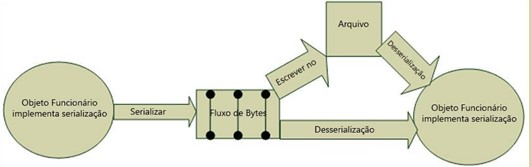 Objeto Funcionário
implementa serialização
Serializar
Fluxo de Bytes
Escrever no
Arquivo
Desserialização
Desserialização
Objeto Funcionário
implementa serialização